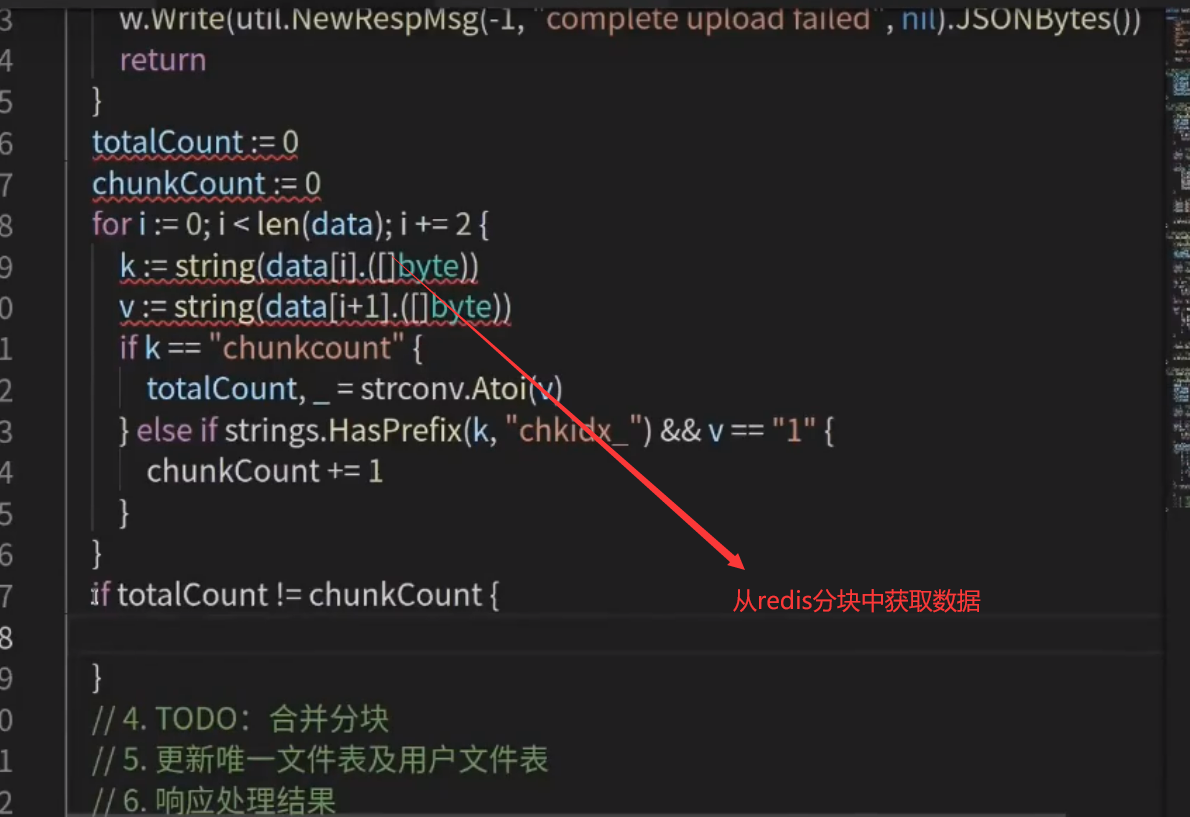 3 w.Write(util.NewRespMsg(-1, "complete upload failed", nil).JSONBytes())
4 return
5 }
6 totalCount := 0
7 chunkCount := 0
8 for i := 0; i < len(data); i += 2 {
9 k := string(data[i].([]byte))
0 v := string(data[i+1].([]byte))
1 if k == "chunkcount" {
2 totalCount, _ = strconv.Atoi(v)
3 } else if strings.HasPrefix(k, "chkidx_") && v == "1" {
4 chunkCount += 1
5 }
6 }
7 if totalCount != chunkCount {
从redis分块中获取数据
8
9 }
0 // 4. TODO：合并分块
1 // 5. 更新唯一文件表及用户文件表
2 // 6. 响应处理结果